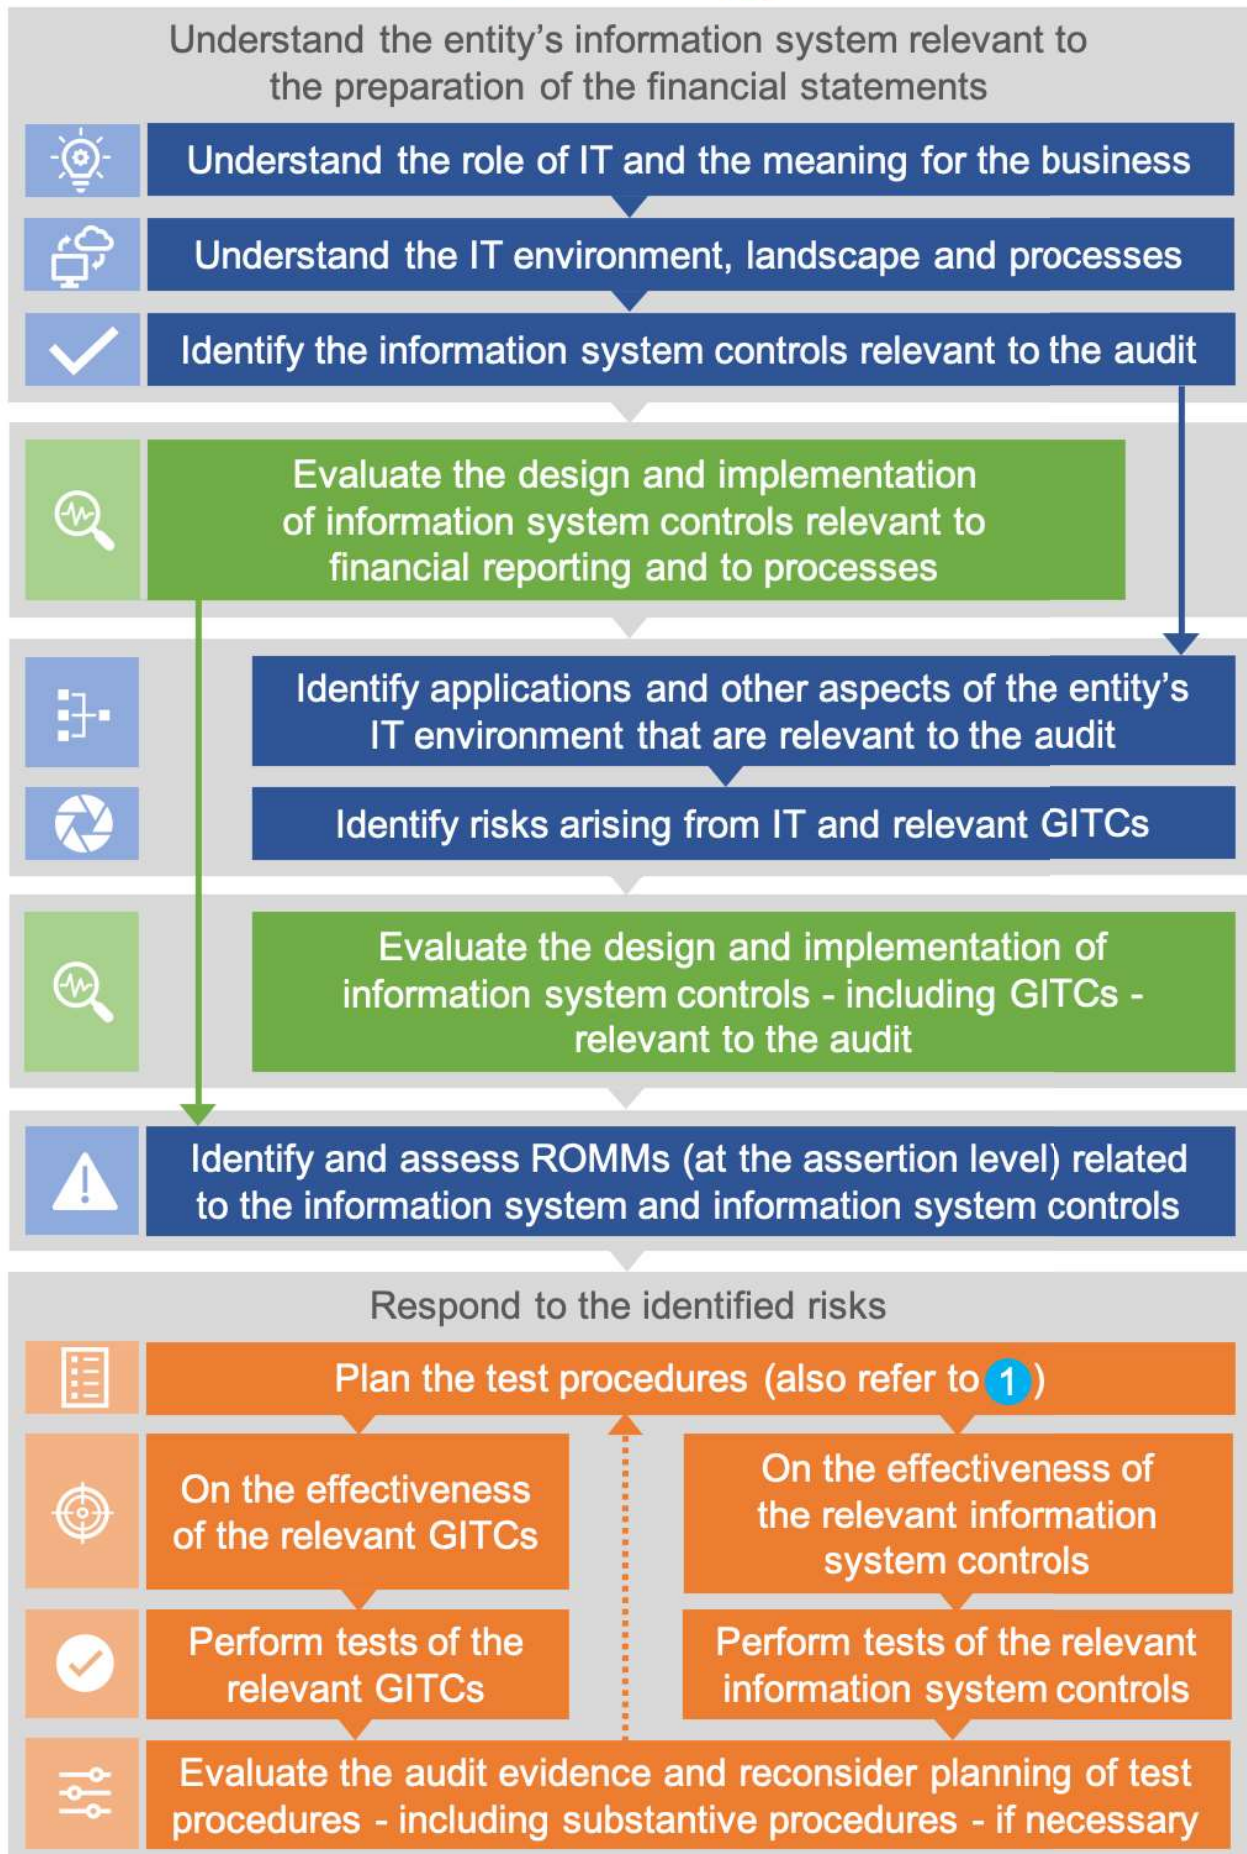 Understand the entity’s information system relevant to
the preparation of the financial statements
Understand the role of IT and the meaning for the business
Understand the IT environment, landscape and processes
Identify the information system controls relevant to the audit
Evaluate the design and implementation
of information system controls relevant to
financial reporting and to processes
Identify applications and other aspects of the entity’s
IT environment that are relevant to the audit
Identify risks arising from IT and relevant GITCs
Evaluate the design and implementation of
information system controls - including GITCs -
relevant to the audit
Identify and assess ROMMs (at the assertion level) related
to the information system and information system controls
Respond to the identified risks
Plan the test procedures (also refer to 1)
On the effectiveness
of the relevant GITCs
On the effectiveness of
the relevant information
system controls
Perform tests of the
relevant GITCs
Perform tests of the relevant
information system controls
Evaluate the audit evidence and reconsider planning of test
procedures - including substantive procedures - if necessary